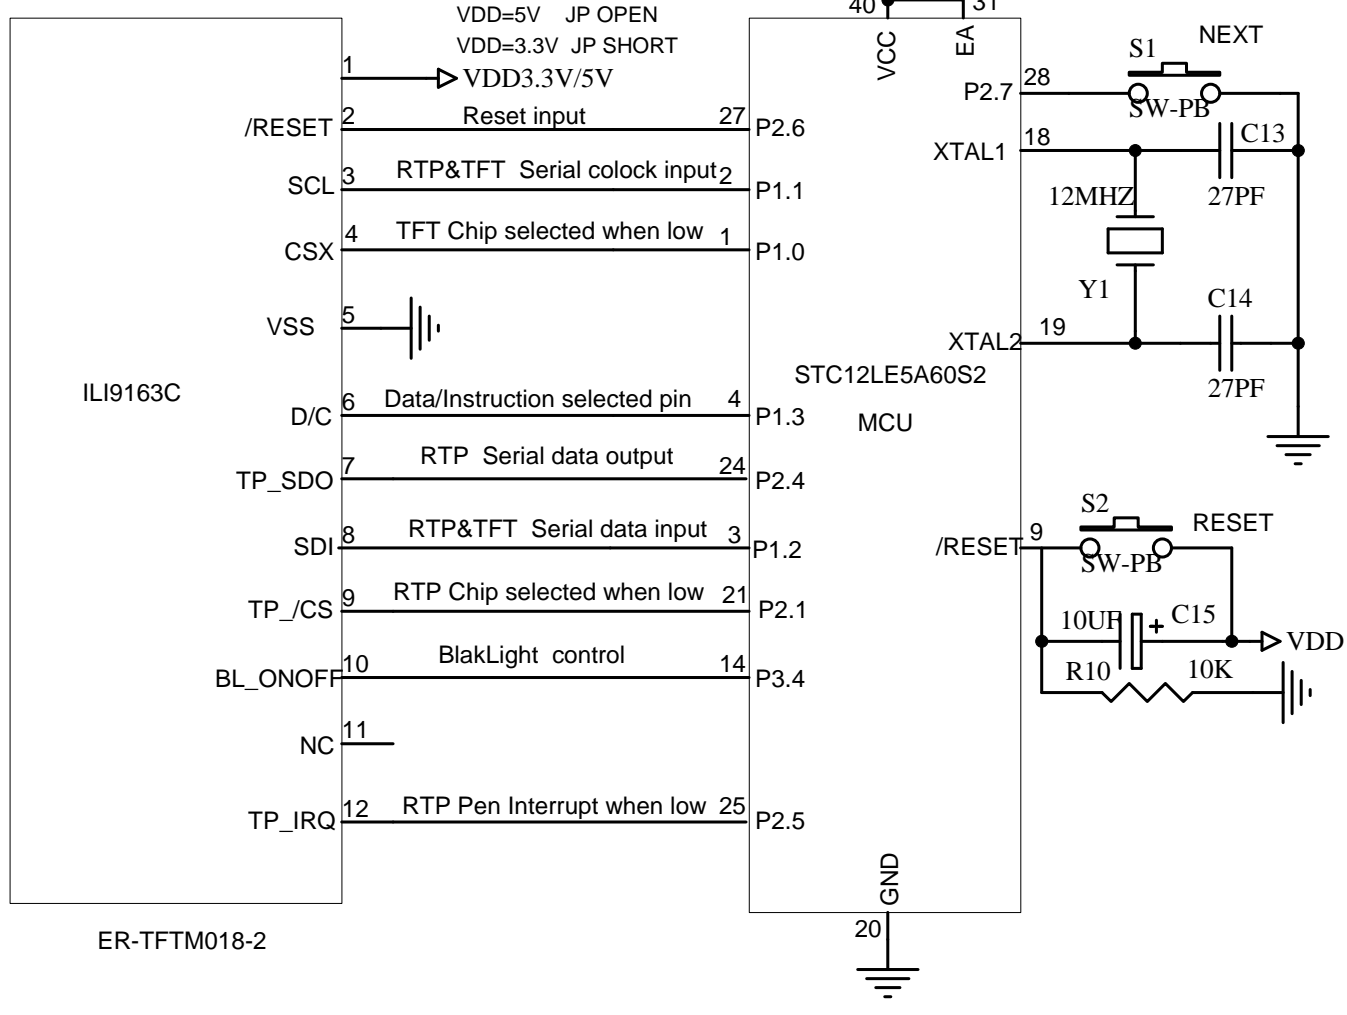 VDD=5V JP OPEN
VDD=3.3V JP SHORT
VDD3.3V/5V
1
/RESET 2 Reset input 27 P2.6
SCL 3 RTP&TFT Serial colock input 2 P1.1
CSX 4 TFT Chip selected when low 1 P1.0
VSS 5
ILI9163C
D/C 6 Data/Instruction selected pin 4 P1.3
TP_SDO 7 RTP Serial data output 24 P2.4
SDI 8 RTP&TFT Serial data input 3 P1.2
TP_/CS 9 RTP Chip selected when low 21 P2.1
BL_ONOFF 10 BlakLight control 14 P3.4
NC 11
TP_IRQ 12 RTP Pen Interrupt when low 25 P2.5
ER-TFTM018-2
40 31
VCC EA
STC12LE5A60S2
MCU
GND
20
P2.7 28 S1 NEXT
SW-PB
XTAL1 18 C13
12MHZ 27PF
Y1 C14
XTAL2 19
27PF
/RESET 9 S2 RESET
SW-PB
10UF + C15 VDD
R10 10K